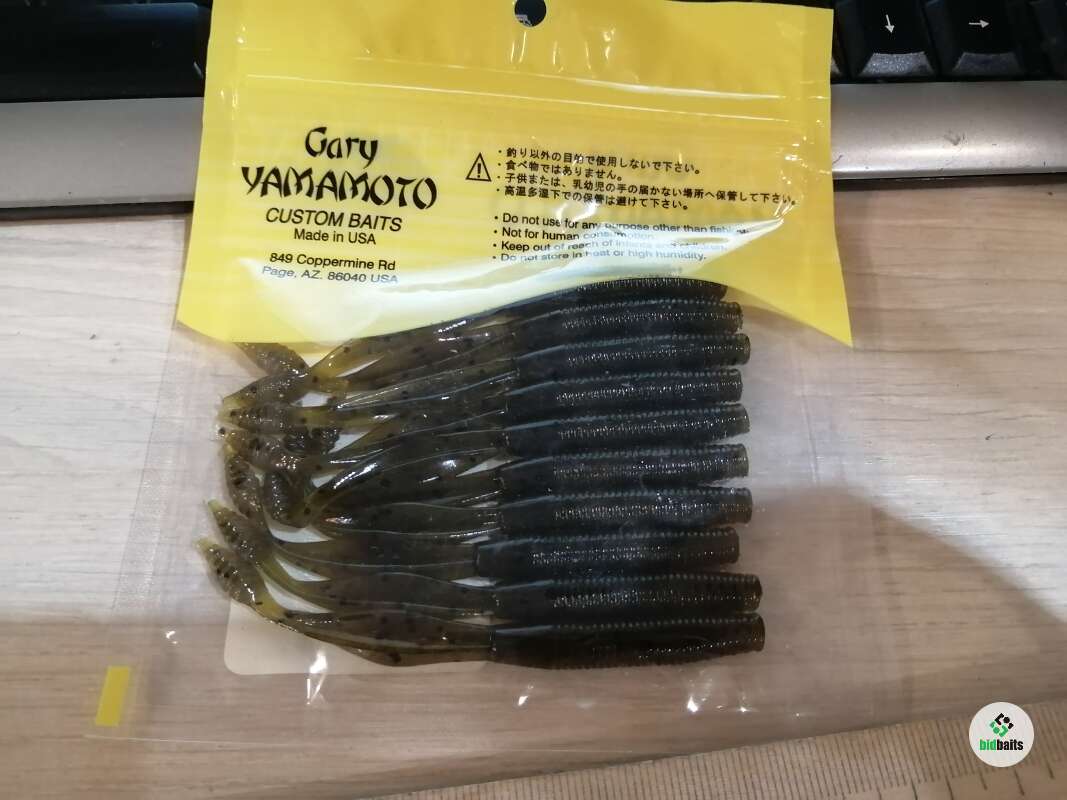 Gary
YAMAMOTO
CUSTOM BAITS
Made in USA
849 Coppermine Rd
Page, AZ. 86040 USA
・釣り以外の目的で使用しないで下さい。
・食べ物ではありません。
・子供または、乳幼児の手の届かない場所へ保管して下さい。
・高温多湿下での保管は避けて下さい。
• Do not use for any purpose other than fishing.
• Not for human consumption.
• Keep out of reach of infants and children.
• Do not store in heat or high humidity.
bidbaits